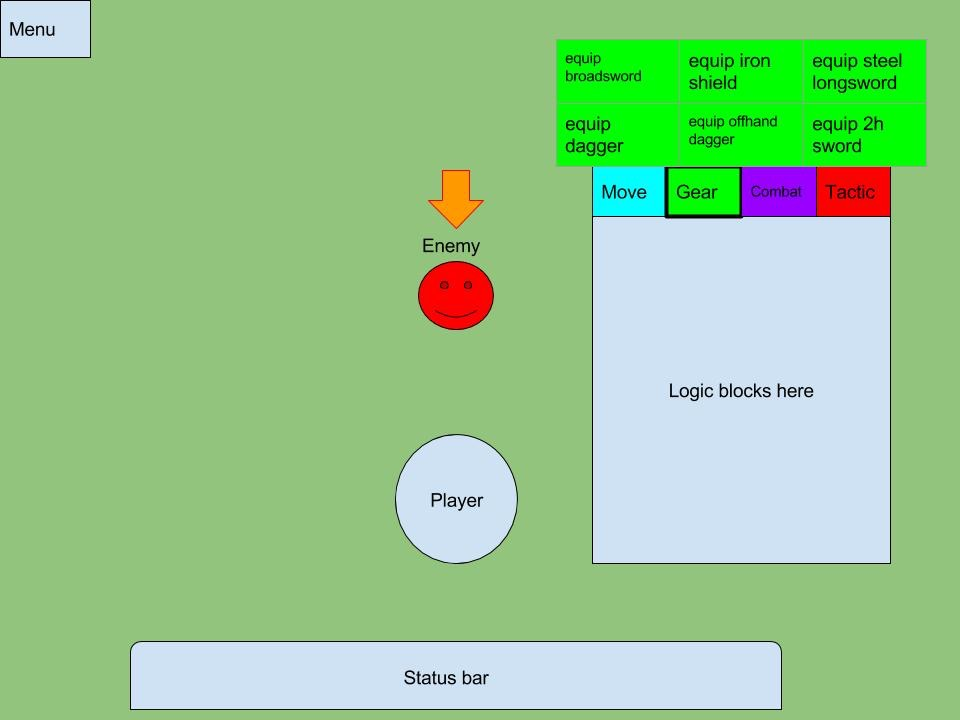 Menu
equip
broadsword
equip iron
shield
equip steel
longsword
equip
dagger
equip offhand
dagger
equip 2h
sword
Move
Gear
Combat
Tactic
Enemy
Logic blocks here
Player
Status bar